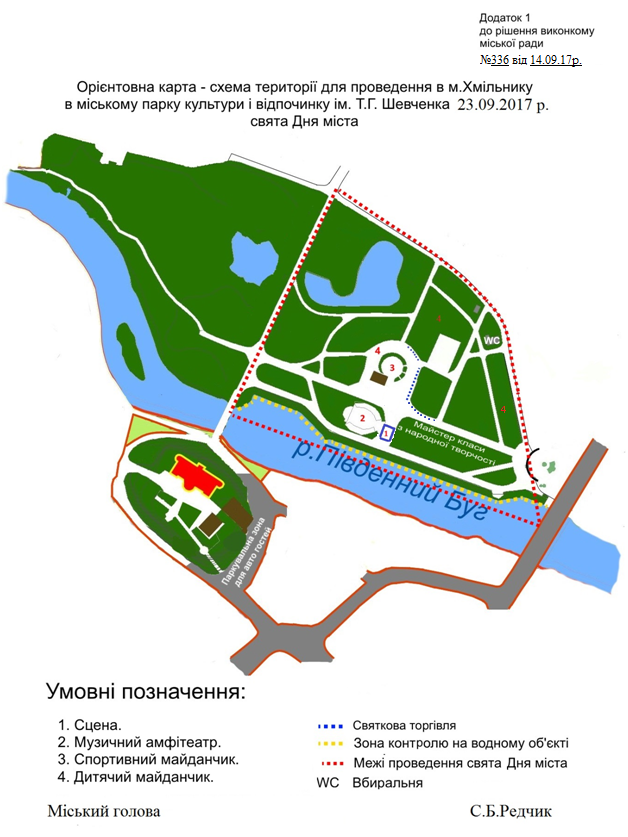 Додаток 1
до рішення виконкому
міської ради
№336 від 14.09.17р.
Орієнтовна карта - схема території для проведення в м.Хмільнику
в міському парку культури і відпочинку ім. Т.Г. Шевченка 23.09.2017 р.
свята Дня міста
WC
4
3
4
2
1
Майстер класи
з народної творчості
р.Південний Буг
Паркувальна зона
для авто гостей
Умовні позначення:
1. Сцена.
2. Музичний амфітеатр.
3. Спортивний майданчик.
4. Дитячий майданчик.
Святкова торгівля
Зона контролю на водному об'єкті
Межі проведення свята Дня міста
WC Вбиральня
Міський голова С.Б.Редчик